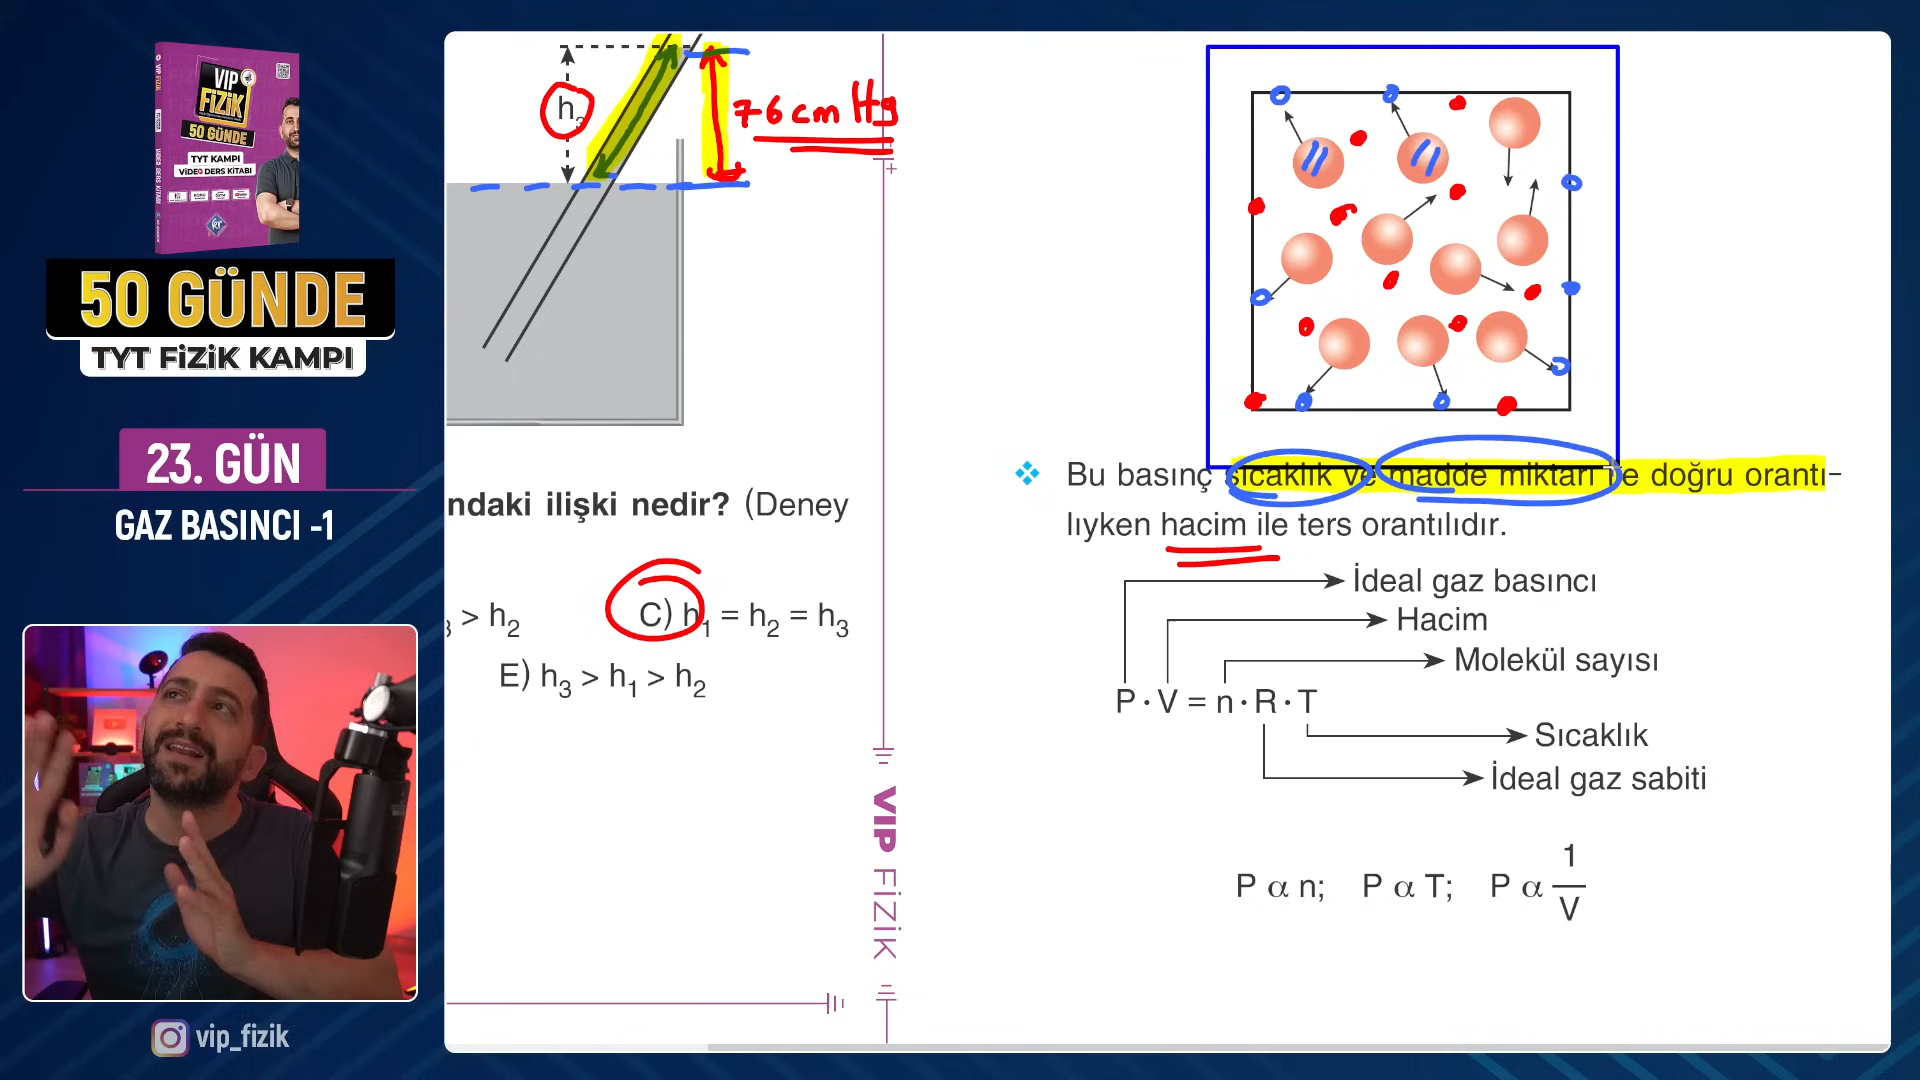 VIP
FİZİK
50 GÜNDE
TYT KAMPI
VİDEO DERS KİTABI
50 GÜNDE
TYT FİZİK KAMPI
23. GÜN
GAZ BASINCI -1
vip_fizik
h3
76 cm Hg
ndaki ilişki nedir? (Deney
> h2
C) h1 = h2 = h3
E) h3 > h1 > h2
VIP FİZİK
Bu basınç sıcaklık ve madde miktarı ile doğru orantı-
lıyken hacim ile ters orantılıdır.
İdeal gaz basıncı
Hacim
Molekül sayısı
P · V = n · R · T
Sıcaklık
İdeal gaz sabiti
P α n; P α T; P α 1/V